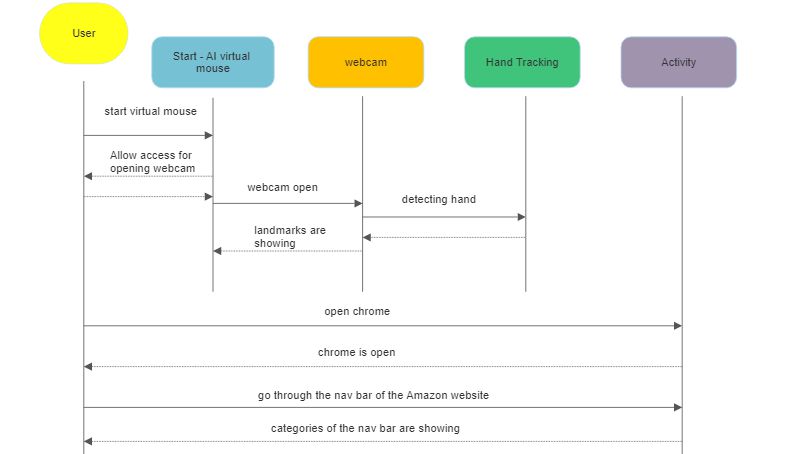 User
Start - AI virtual
mouse
webcam
Hand Tracking
Activity
start virtual mouse
Allow access for
opening webcam
webcam open
detecting hand
landmarks are
showing
open chrome
chrome is open
go through the nav bar of the Amazon website
categories of the nav bar are showing